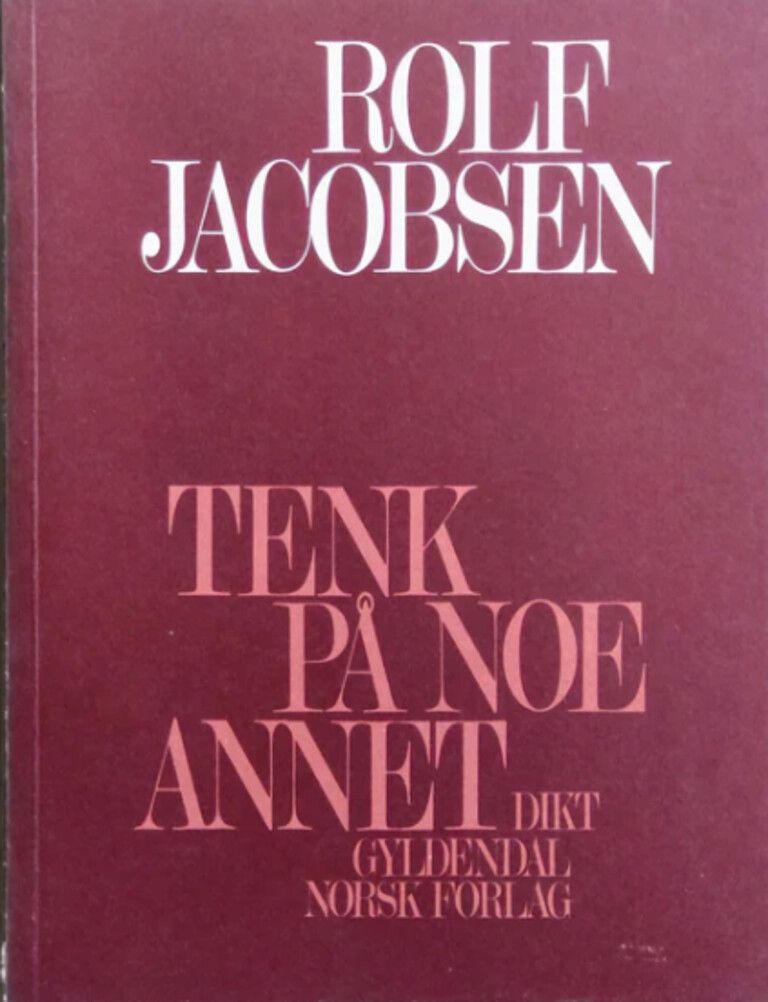 ROLF
JACOBSEN
TENK
PÅ NOE
ANNET DIKT
GYLDENDAL
NORSK FORLAG